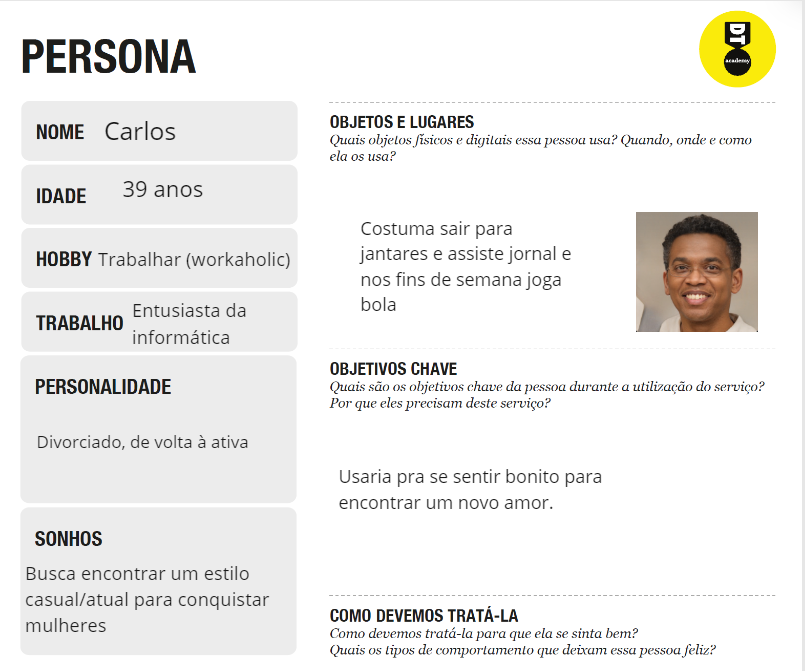 PERSONA
DT
academy
NOME Carlos
IDADE 39 anos
HOBBY Trabalhar (workaholic)
TRABALHO Entusiasta da
informática
PERSONALIDADE
Divorciado, de volta à ativa
SONHOS
Busca encontrar um estilo
casual/atual para conquistar
mulheres
OBJETOS E LUGARES
Quais objetos físicos e digitais essa pessoa usa? Quando, onde e como
ela os usa?
Costuma sair para
jantares e assiste jornal e
nos fins de semana joga
bola
OBJETIVOS CHAVE
Quais são os objetivos chave da pessoa durante a utilização do serviço?
Por que eles precisam deste serviço?
Usaria pra se sentir bonito para
encontrar um novo amor.
COMO DEVEMOS TRATÁ-LA
Como devemos tratá-la para que ela se sinta bem?
Quais os tipos de comportamento que deixam essa pessoa feliz?